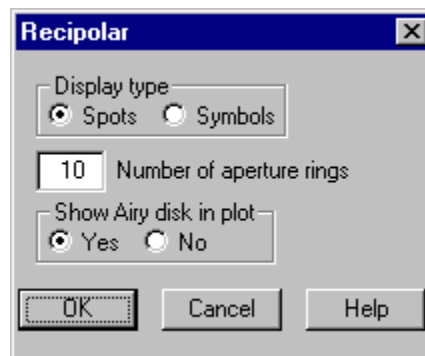 Recipolar
Display type
Spots Symbols
10 Number of aperture rings
Show Airy disk in plot
Yes No
OK Cancel Help